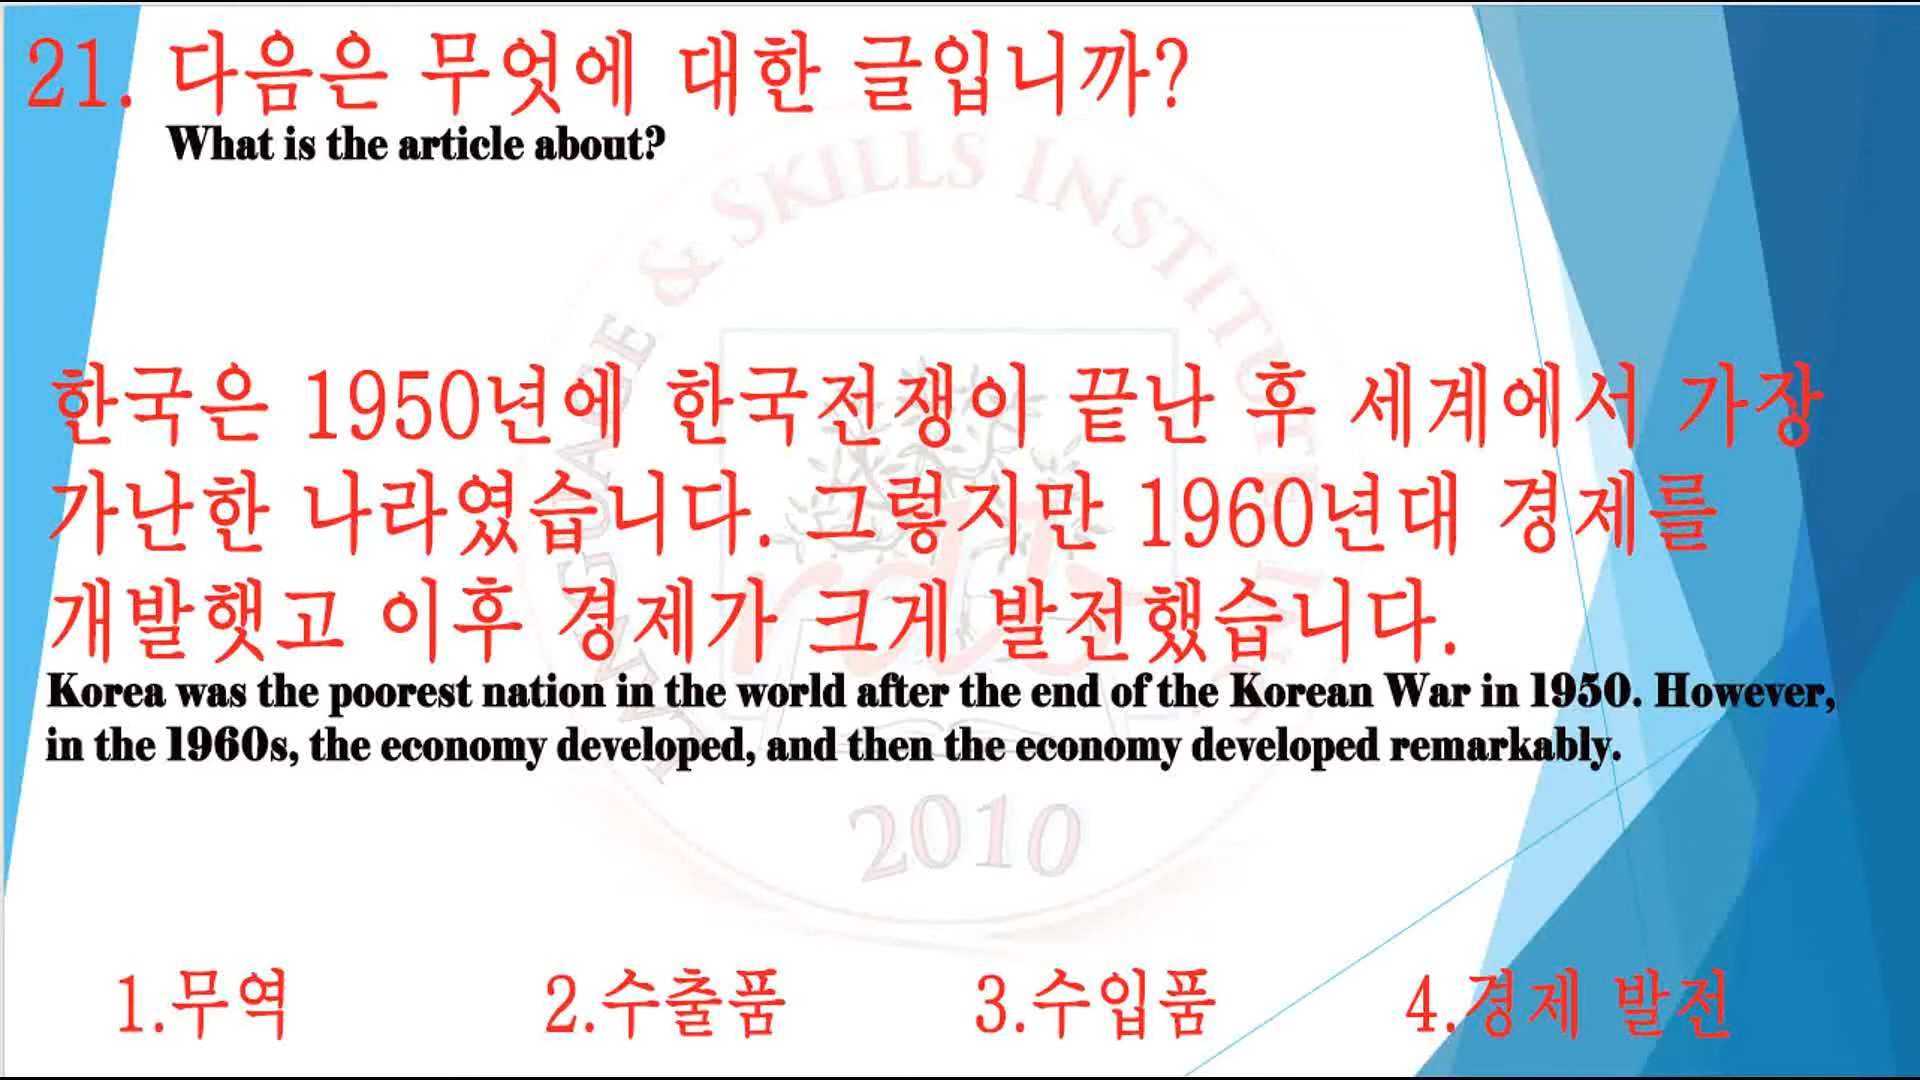 21. 다음은 무엇에 대한 글입니까?
What is the article about?
한국은 1950년에 한국전쟁이 끝난 후 세계에서 가장
가난한 나라였습니다. 그렇지만 1960년대 경제를
개발했고 이후 경제가 크게 발전했습니다.
Korea was the poorest nation in the world after the end of the Korean War in 1950. However,
in the 1960s, the economy developed, and then the economy developed remarkably.
1.무역 2.수출품 3.수입품 4.경제 발전
LANGUAGE & SKILLS INSTITUTE
2010